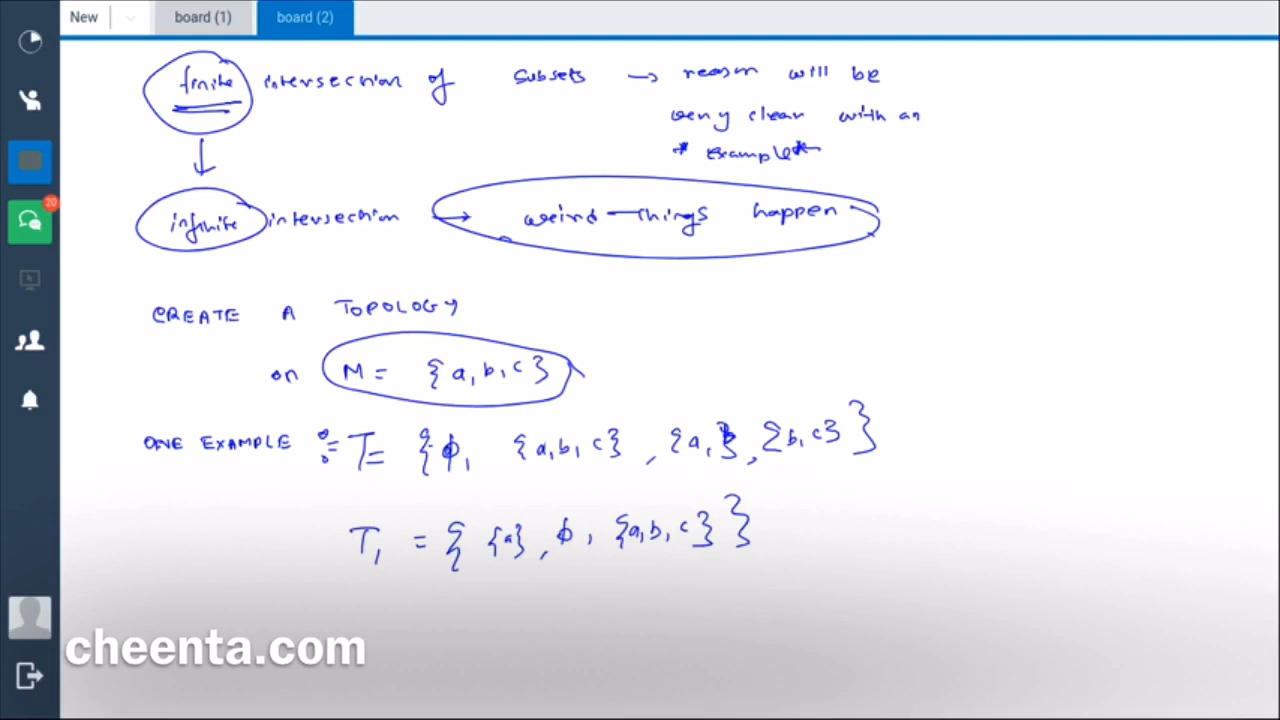 New board (1) board (2)
finite intersection of subsets → reason will be
very clear with an
* example *
20
infinite intersection → weird things happen
CREATE A TOPOLOGY
on M = {a, b, c}
ONE EXAMPLE : = T = {ϕ, {a, b, c}, {a, }, {b, c}}
T₁ = {{a}, ϕ, {a, b, c}}
cheenta.com